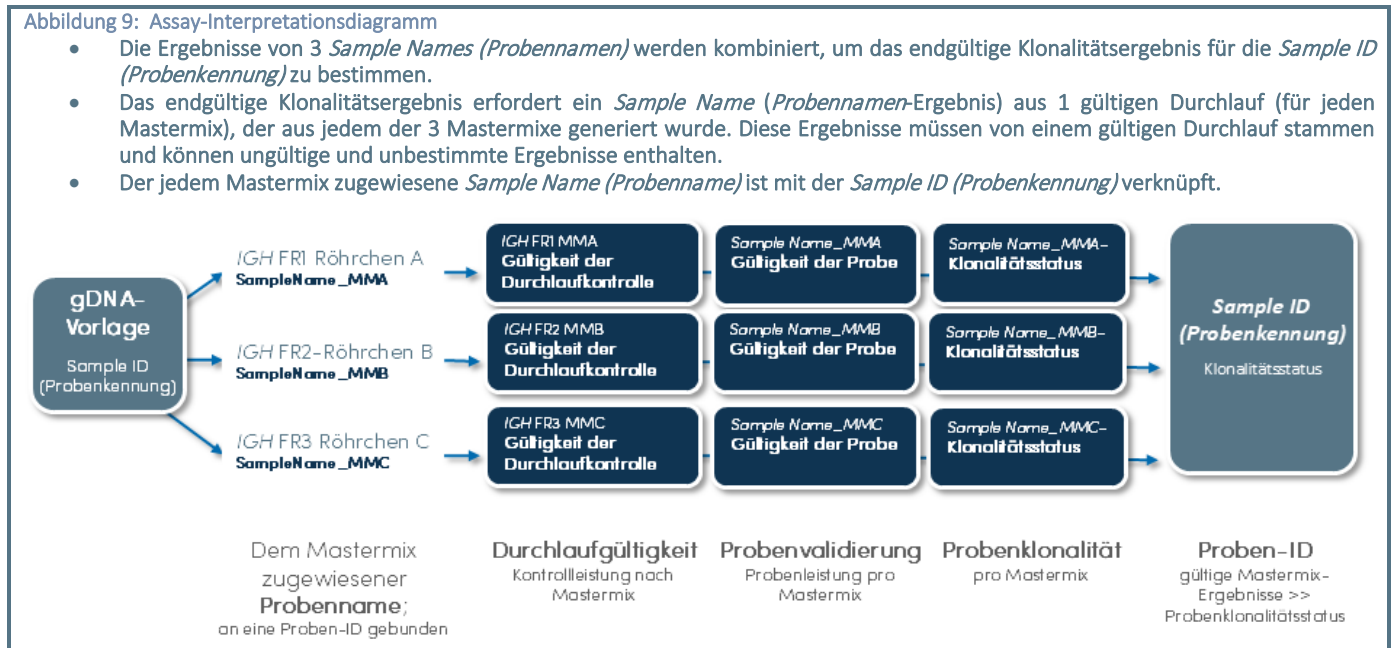 Abbildung 9: Assay-Interpretationsdiagramm
• Die Ergebnisse von 3 Sample Names (Probennamen) werden kombiniert, um das endgültige Klonalitätsergebnis für die Sample ID
(Probenkennung) zu bestimmen.
• Das endgültige Klonalitätsergebnis erfordert ein Sample Name (Probennamen-Ergebnis) aus 1 gültigen Durchlauf (für jeden
Mastermix), der aus jedem der 3 Mastermixe generiert wurde. Diese Ergebnisse müssen von einem gültigen Durchlauf stammen
und können ungültige und unbestimmte Ergebnisse enthalten.
• Der jedem Mastermix zugewiesene Sample Name (Probenname) ist mit der Sample ID (Probenkennung) verknüpft.
gDNA-
Vorlage
Sample ID
(Probenkennung)
IGH FR1 Röhrchen A
SampleName_MMA
IGH FR1 MMA
Gültigkeit der
Durchlaufkontrolle
Sample Name_MMA
Gültigkeit der Probe
Sample Name_MMA-
Klonalitätsstatus
IGH FR2-Röhrchen B
SampleName_MMB
IGH FR2 MMB
Gültigkeit der
Durchlaufkontrolle
Sample Name_MMB
Gültigkeit der Probe
Sample Name_MMB-
Klonalitätsstatus
IGH FR3 Röhrchen C
SampleName_MMC
IGH FR3 MMC
Gültigkeit der
Durchlaufkontrolle
Sample Name_MMC
Gültigkeit der Probe
Sample Name_MMC-
Klonalitätsstatus
Sample ID
(Probenkennung)
Klonalitätsstatus
Dem Mastermix
zugewiesener
Probenname;
an eine Proben-ID gebunden
Durchlaufgültigkeit
Kontrollleistung nach
Mastermix
Probenvalidierung
Probenleistung pro
Mastermix
Probenklonalität
pro Mastermix
Proben-ID
gültige Mastermix-
Ergebnisse >>
Probenklonalitätsstatus